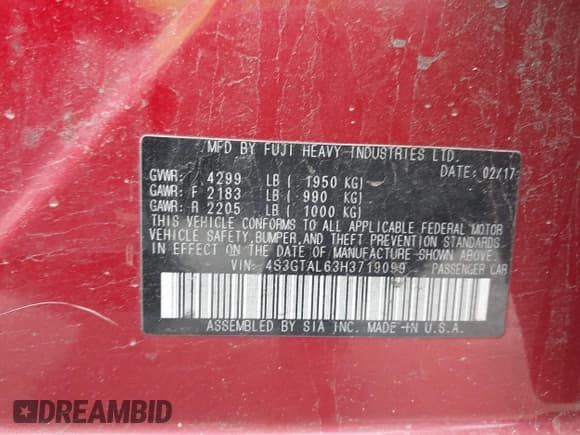 MFD BY FUJI HEAVY INDUSTRIES LTD.
DATE: 02/17
GVWR: 4299 LB ( 1950 KG)
GAWR: F 2183 LB ( 990 KG)
GAWR: R 2205 LB ( 1000 KG)
THIS VEHICLE CONFORMS TO ALL APPLICABLE FEDERAL MOTOR
VEHICLE SAFETY, BUMPER, AND THEFT PREVENTION STANDARDS
IN EFFECT ON THE DATE OF MANUFACTURE SHOWN ABOVE.
VIN: 4S3GTAL63H3719099 PASSENGER CAR
ASSEMBLED BY SIA INC. MADE IN U.S.A.
DREAMBID